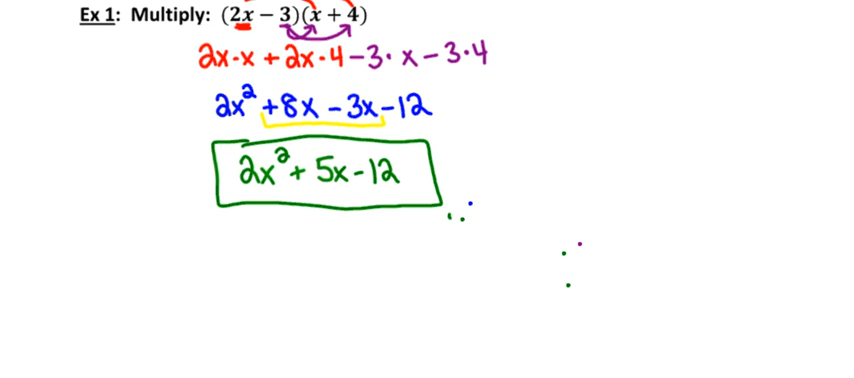 Ex 1: Multiply: (2x − 3)(x + 4)
2x·x + 2x·4 − 3·x − 3·4
2x² + 8x − 3x − 12
2x² + 5x − 12